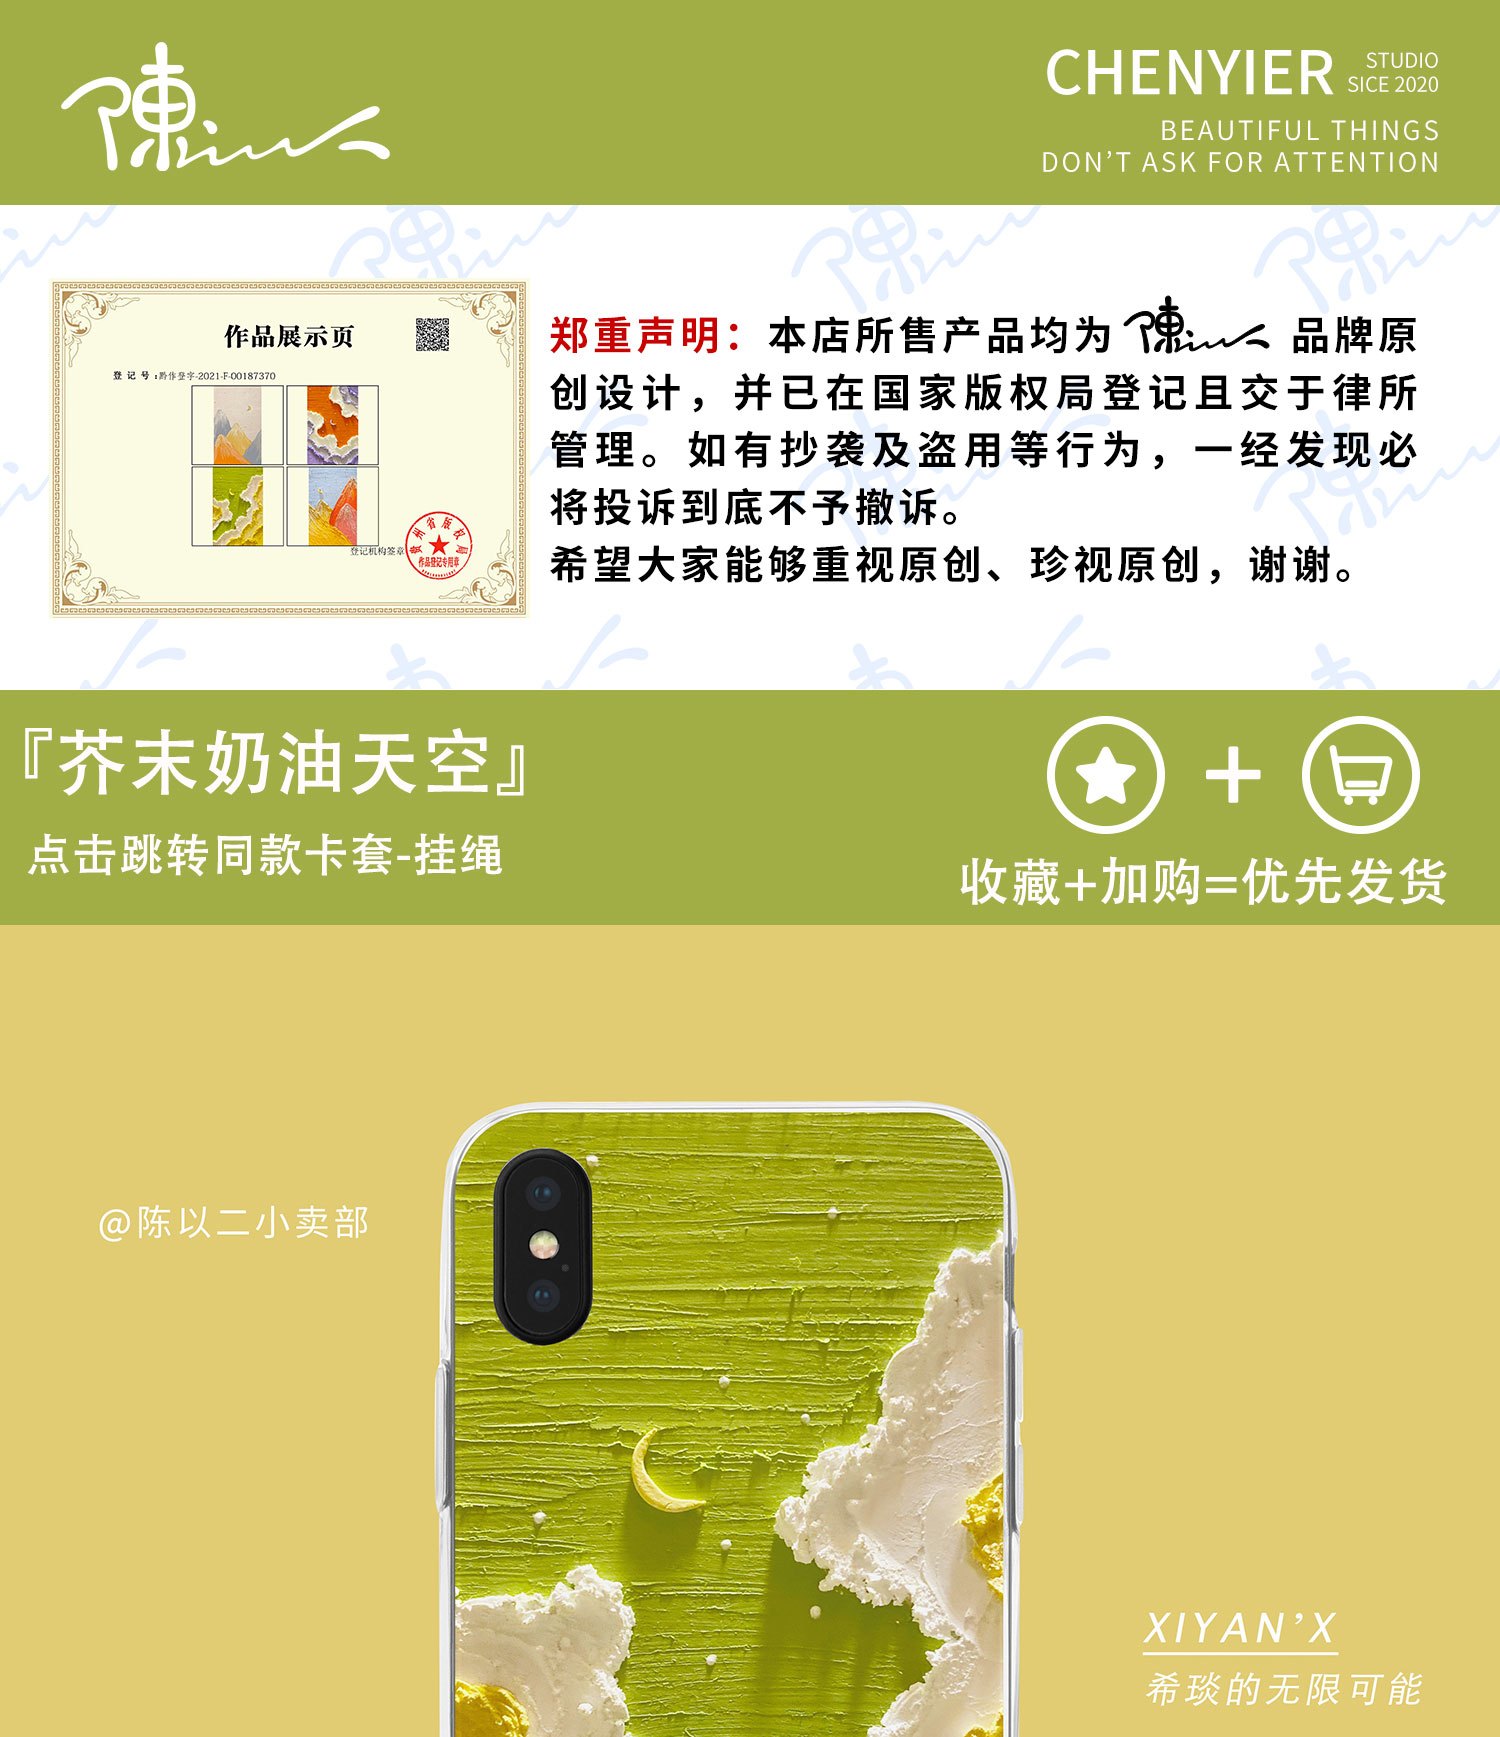 陈
CHENYIER
STUDIO
SICE 2020
BEAUTIFUL THINGS
DON'T ASK FOR ATTENTION
作品展示页
登记号:黔作登字-2021-F-00187370
登记机构签章
贵州省版权局
作品登记专用章
郑重声明：本店所售产品均为陳品牌原
创设计，并已在国家版权局登记且交于律所
管理。如有抄袭及盗用等行为，一经发现必
将投诉到底不予撤诉。
希望大家能够重视原创、珍视原创，谢谢。
『芥末奶油天空』
点击跳转同款卡套-挂绳
收藏+加购=优先发货
@陈以二小卖部
XIYAN'X
希琰的无限可能